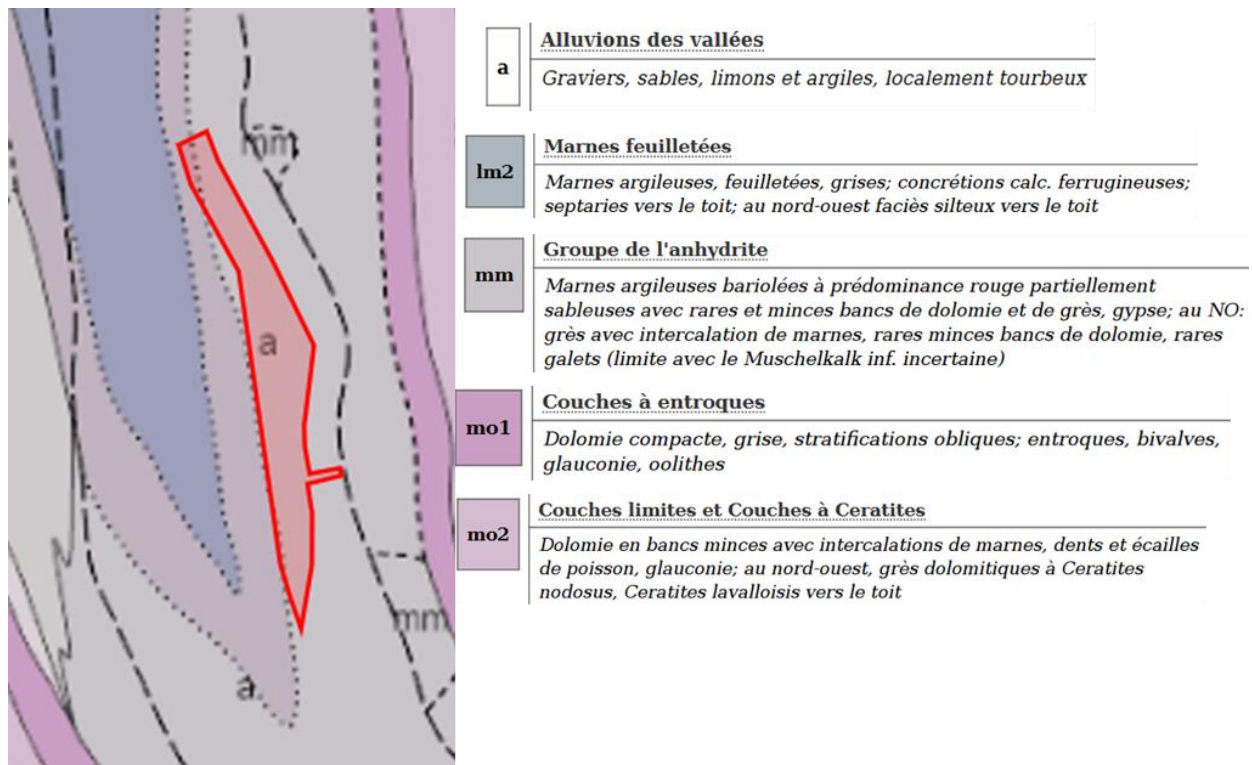 mm
a
mm
a
a
Alluvions des vallées
Graviers, sables, limons et argiles, localement tourbeux
lm2
Marnes feuilletées
Marnes argileuses, feuilletées, grises; concrétions calc. ferrugineuses;
septaries vers le toit; au nord-ouest faciès silteux vers le toit
mm
Groupe de l'anhydrite
Marnes argileuses bariolées à prédominance rouge partiellement
sableuses avec rares et minces bancs de dolomie et de grès, gypse; au NO:
grès avec intercalation de marnes, rares minces bancs de dolomie, rares
galets (limite avec le Muschelkalk inf. incertaine)
mo1
Couches à entroques
Dolomie compacte, grise, stratifications obliques; entroques, bivalves,
glauconie, oolithes
mo2
Couches limites et Couches à Ceratites
Dolomie en bancs minces avec intercalations de marnes, dents et écailles
de poisson, glauconie; au nord-ouest, grès dolomitiques à Ceratites
nodosus, Ceratites lavalloisis vers le toit